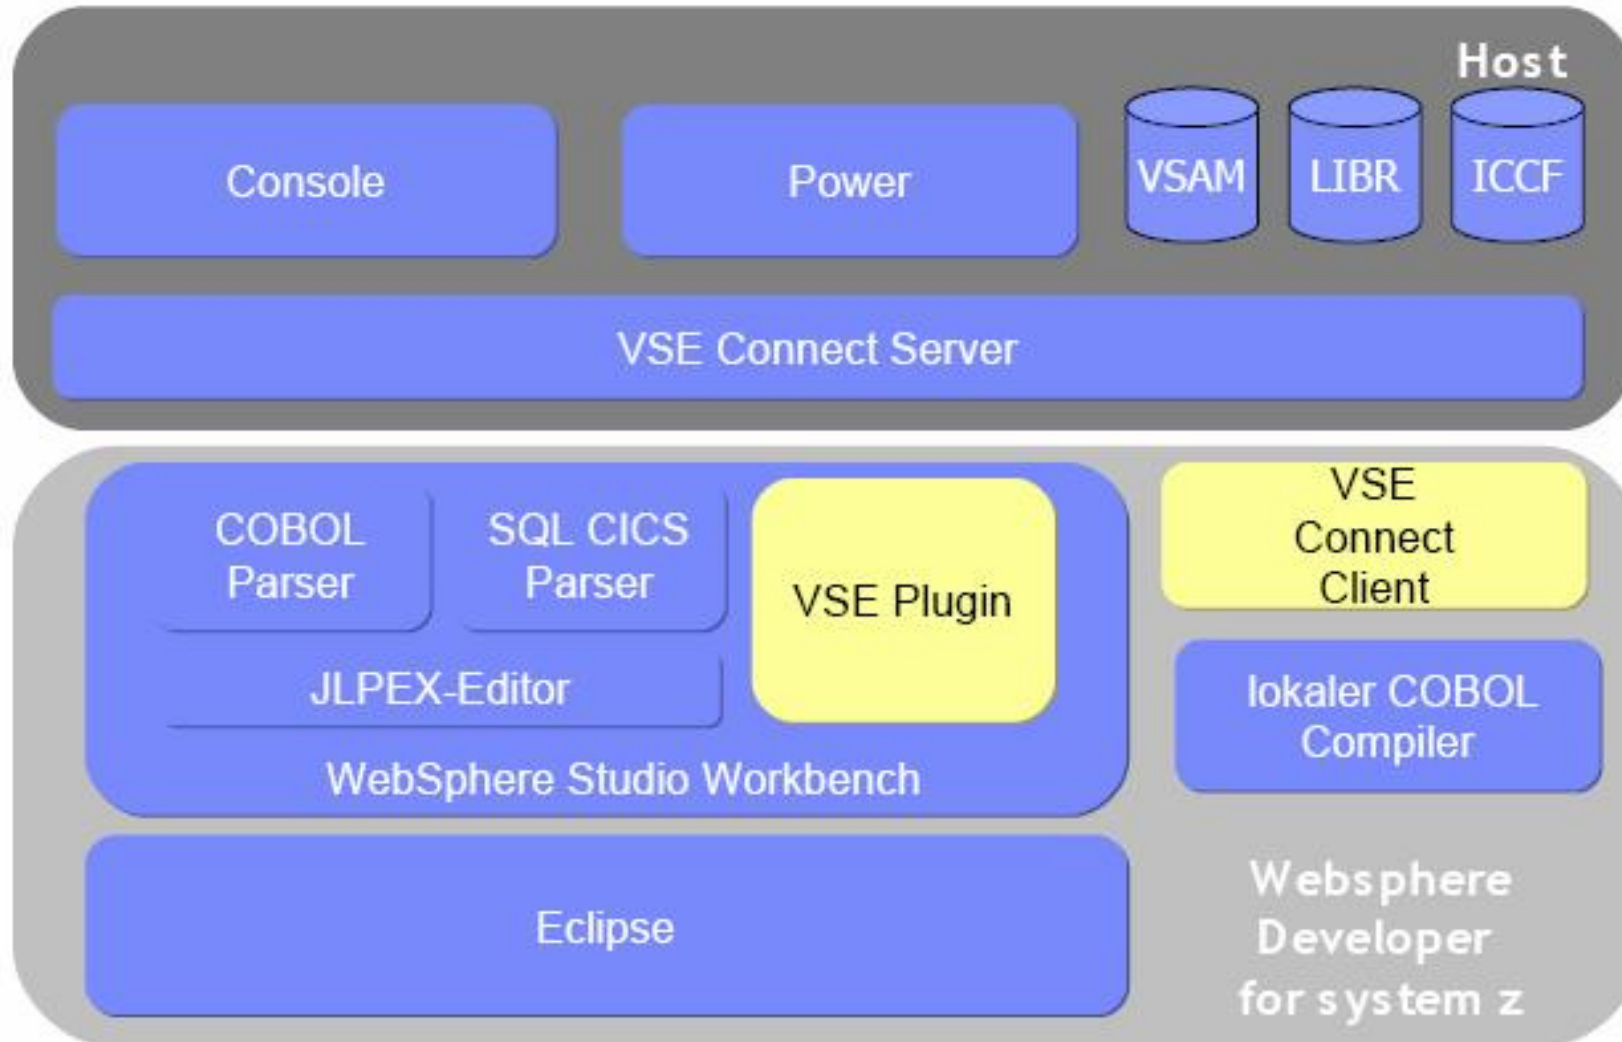 Host
Console
Power
VSAM
LIBR
ICCF
VSE Connect Server
COBOL
Parser
SQL CICS
Parser
VSE Plugin
JLPEX-Editor
WebSphere Studio Workbench
VSE
Connect
Client
lokaler COBOL
Compiler
Eclipse
Websphere
Developer
for system z